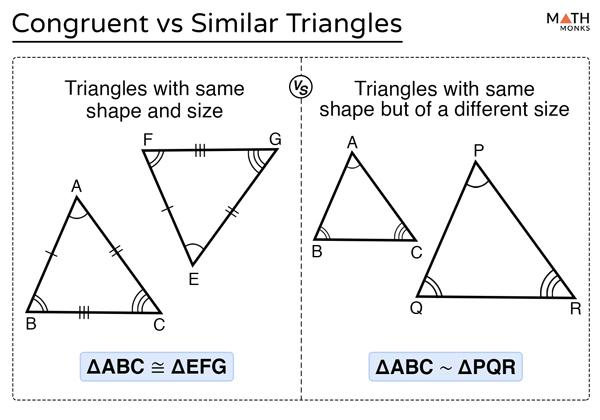 Congruent vs Similar Triangles
MATH
MONKS
Triangles with same
shape and size
VS
Triangles with same
shape but of a different size
F
G
A
E
B
C
A
B
C
P
Q
R
ΔABC ≅ ΔEFG
ΔABC ~ ΔPQR